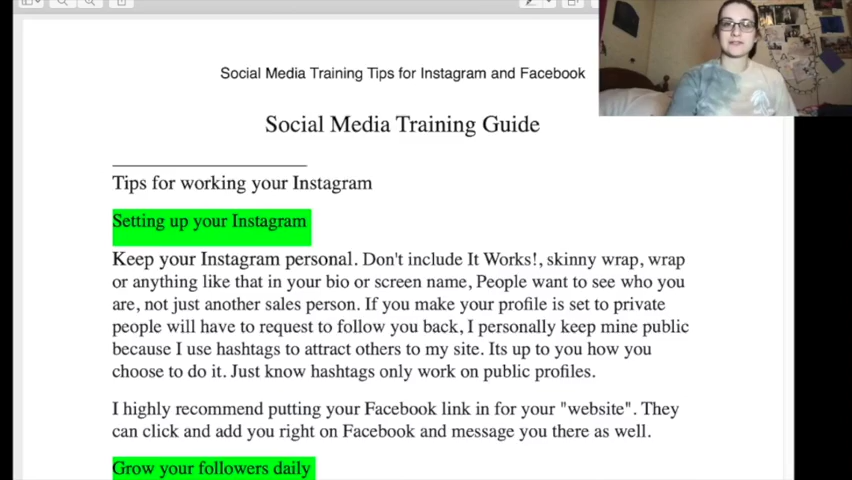 Social Media Training Tips for Instagram and Facebook
Social Media Training Guide
Tips for working your Instagram
Setting up your Instagram
Keep your Instagram personal. Don't include It Works!, skinny wrap, wrap
or anything like that in your bio or screen name, People want to see who you
are, not just another sales person. If you make your profile is set to private
people will have to request to follow you back, I personally keep mine public
because I use hashtags to attract others to my site. Its up to you how you
choose to do it. Just know hashtags only work on public profiles.
I highly recommend putting your Facebook link in for your "website". They
can click and add you right on Facebook and message you there as well.
Grow your followers daily